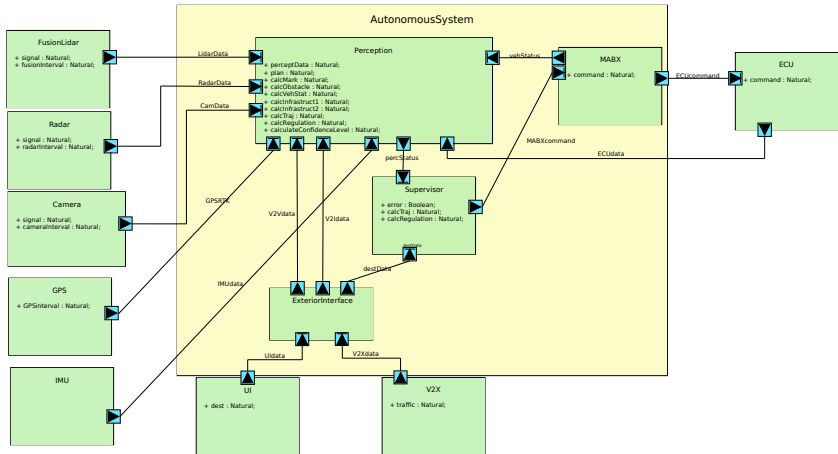 AutonomousSystem
FusionLidar
+ signal : Natural;
+ fusionInterval : Natural;
LidarData
Perception
+ perceptData : Natural;
+ plan : Natural;
+ calcMark : Natural;
+ calcObstacle : Natural;
+ calcVehStat : Natural;
+ calcInfrastruct1 : Natural;
+ calcInfrastruct2 : Natural;
+ calcTraj : Natural;
+ calcRegulation : Natural;
+ calculateConfidenceLevel : Natural;
vehStatus
MABX
+ command : Natural;
ECUcommand
ECU
+ command : Natural;
Radar
+ signal : Natural;
+ radarInterval : Natural;
RadarData
CamData
MABXcommand
percStatus
ECUdata
Camera
+ signal : Natural;
+ cameraInterval : Natural;
GPSRTK
V2Vdata
V2Idata
Supervisor
+ error : Boolean;
+ calcTraj : Natural;
+ calcRegulation : Natural;
destData
GPS
+ GPSinterval : Natural;
IMUdata
ExteriorInterface
UIdata
V2Xdata
IMU
UI
+ dest : Natural;
V2X
+ traffic : Natural;